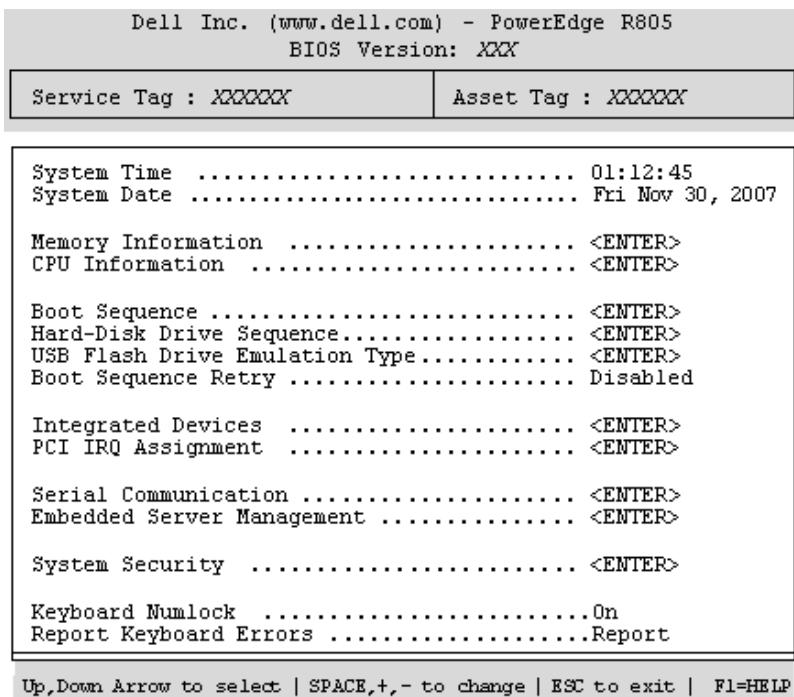 Dell Inc. (www.dell.com) - PowerEdge R805
BIOS Version: XXX
Service Tag : XXXXXX
Asset Tag : XXXXXX
System Time ............................. 01:12:45
System Date .............................. Fri Nov 30, 2007
Memory Information ...................... <ENTER>
CPU Information ......................... <ENTER>
Boot Sequence ............................ <ENTER>
Hard-Disk Drive Sequence.................. <ENTER>
USB Flash Drive Emulation Type............ <ENTER>
Boot Sequence Retry ...................... Disabled
Integrated Devices ...................... <ENTER>
PCI IRQ Assignment ...................... <ENTER>
Serial Communication ..................... <ENTER>
Embedded Server Management ............... <ENTER>
System Security ......................... <ENTER>
Keyboard Numlock .........................On
Report Keyboard Errors ....................Report
Up,Down Arrow to select | SPACE,+,- to change | ESC to exit | F1=HELP